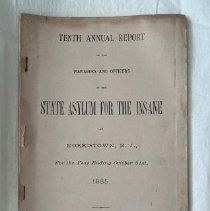 TENTH ANNUAL REPORT
OF THE
MANAGERS AND OFFICERS
OF THE
STATE ASYLUM FOR THE INSANE
AT
MORRISTOWN, N. J.,
For the Year Ending October 31st,
1885.